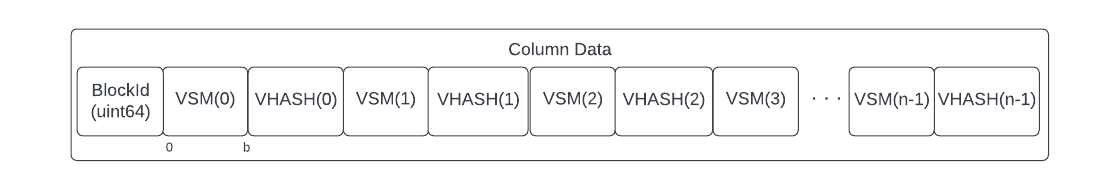 Column Data
BlockId
(uint64)
VSM(0)
VHASH(0)
VSM(1)
VHASH(1)
VSM(2)
VHASH(2)
VSM(3)
· · ·
VSM(n-1)
VHASH(n-1)
0
b